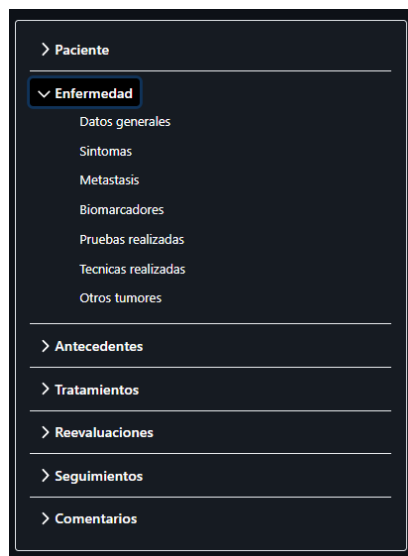 Paciente
Enfermedad
Datos generales
Sintomas
Metastasis
Biomarcadores
Pruebas realizadas
Tecnicas realizadas
Otros tumores
Antecedentes
Tratamientos
Reevaluaciones
Seguimientos
Comentarios